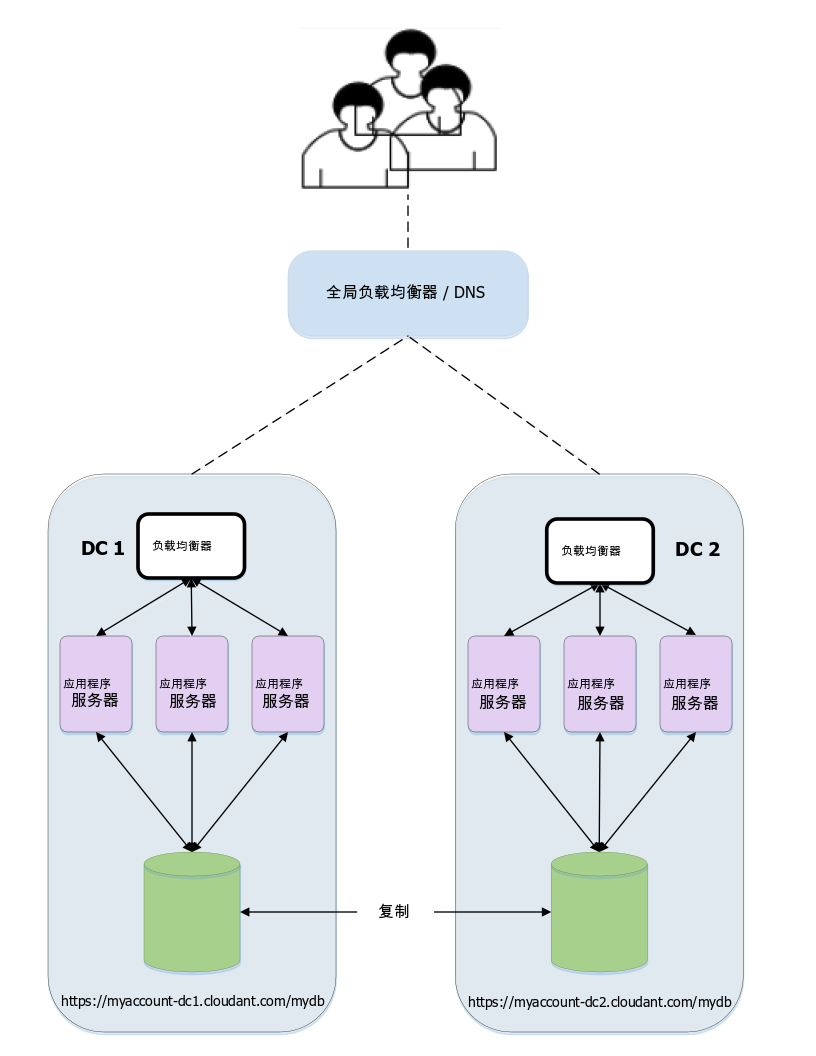 全局负载均衡器 / DNS
DC 1
负载均衡器
应用程序
服务器
应用程序
服务器
应用程序
服务器
https://myaccount-dc1.cloudant.com/mydb
复制
负载均衡器
DC 2
应用程序
服务器
应用程序
服务器
应用程序
服务器
https://myaccount-dc2.cloudant.com/mydb